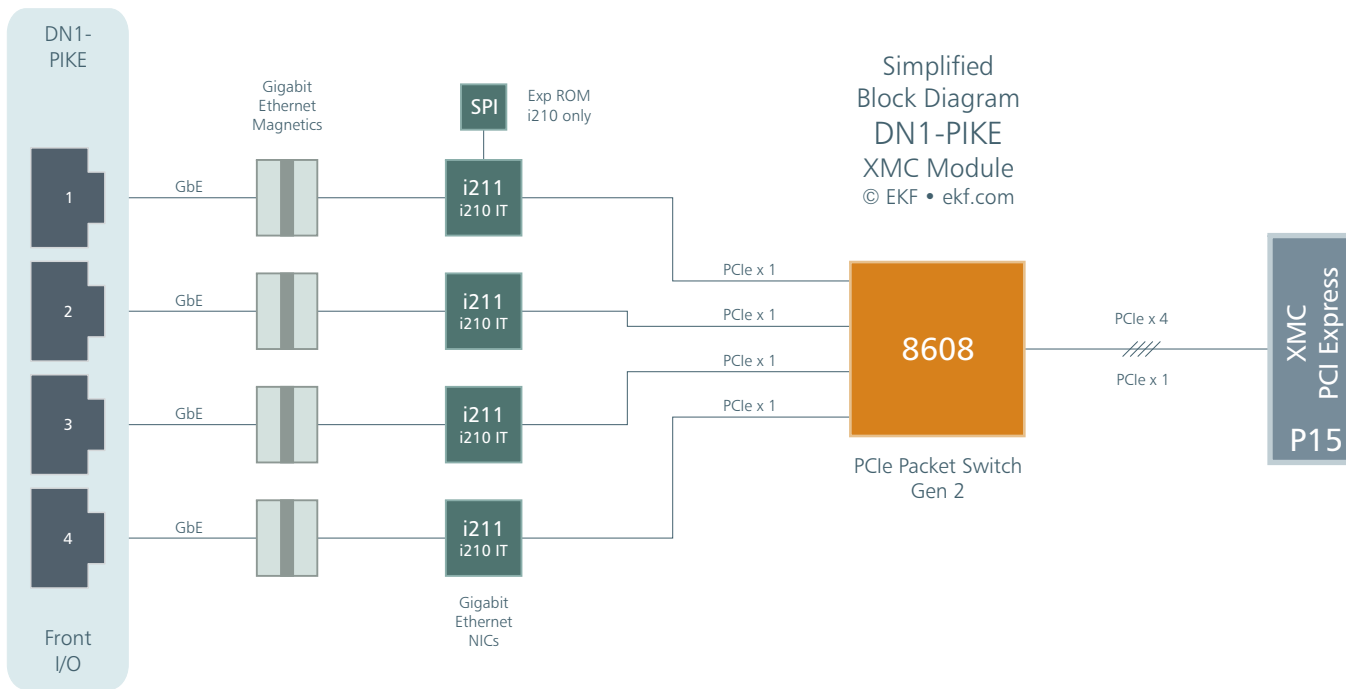 DN1-
PIKE
1
2
3
4
Front
I/O
GbE
GbE
GbE
GbE
Gigabit
Ethernet
Magnetics
SPI
Exp ROM
i210 only
i211
i210 IT
i211
i210 IT
i211
i210 IT
i211
i210 IT
Gigabit
Ethernet
NICs
Simplified
Block Diagram
DN1-PIKE
XMC Module
© EKF • ekf.com
PCIe x 1
PCIe x 1
PCIe x 1
PCIe x 1
8608
PCIe Packet Switch
Gen 2
PCIe x 4
PCIe x 1
XMC
PCI Express
P15